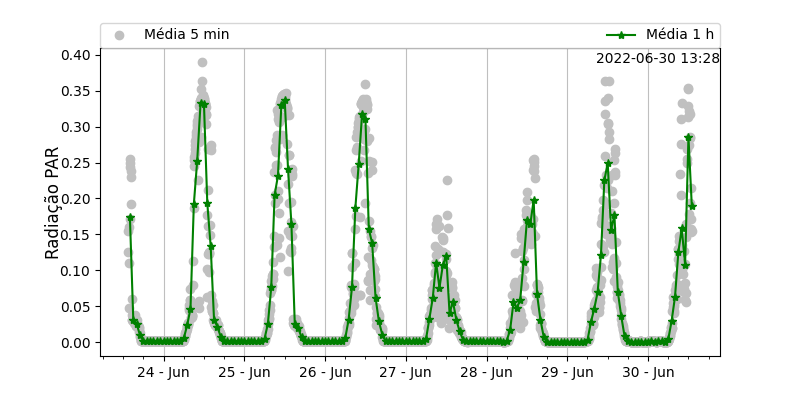 Média 5 min
Média 1 h
2022-06-30 13:28
Radiação PAR
0.40
0.35
0.30
0.25
0.20
0.15
0.10
0.05
0.00
24 - Jun
25 - Jun
26 - Jun
27 - Jun
28 - Jun
29 - Jun
30 - Jun